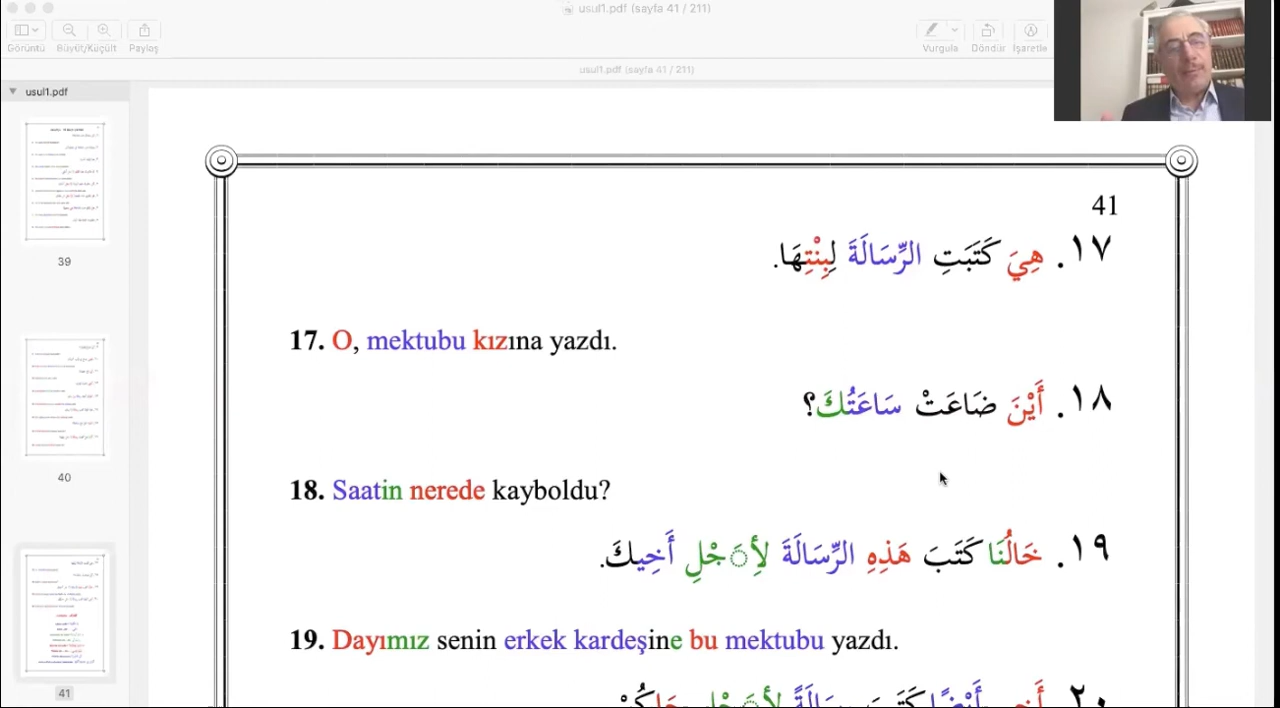 usul1.pdf (sayfa 41 / 211)
Görüntü Büyüt/Küçült Paylaş Vurgula Döndür İşaretle
usul1.pdf (sayfa 41 / 211)
usul1.pdf
39
40
41
41
١٧. هِيَ كَتَبَتِ الرِّسَالَةَ لِبِنْتِهَا.
17. O, mektubu kızına yazdı.
١٨. أَيْنَ ضَاعَتْ سَاعَتُكَ؟
18. Saatin nerede kayboldu?
١٩. خَالُنَا كَتَبَ هَذِهِ الرِّسَالَةَ لِأَجْلِ أَخِيكَ.
19. Dayımız senin erkek kardeşine bu mektubu yazdı.